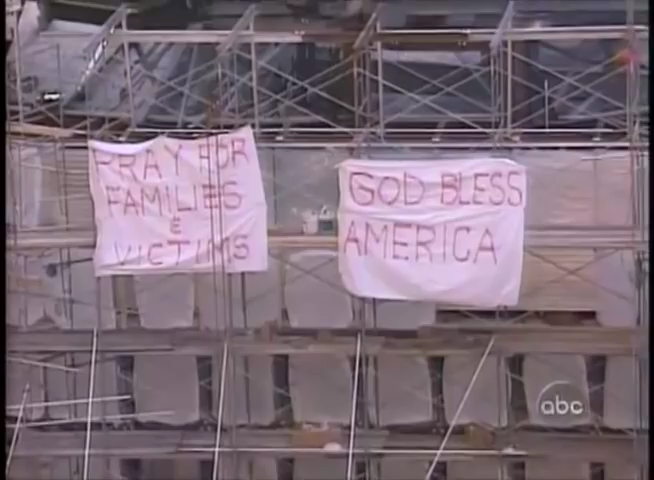 PRAY FOR
FAMILIES
&
VICTIMS
GOD BLESS
AMERICA
abc